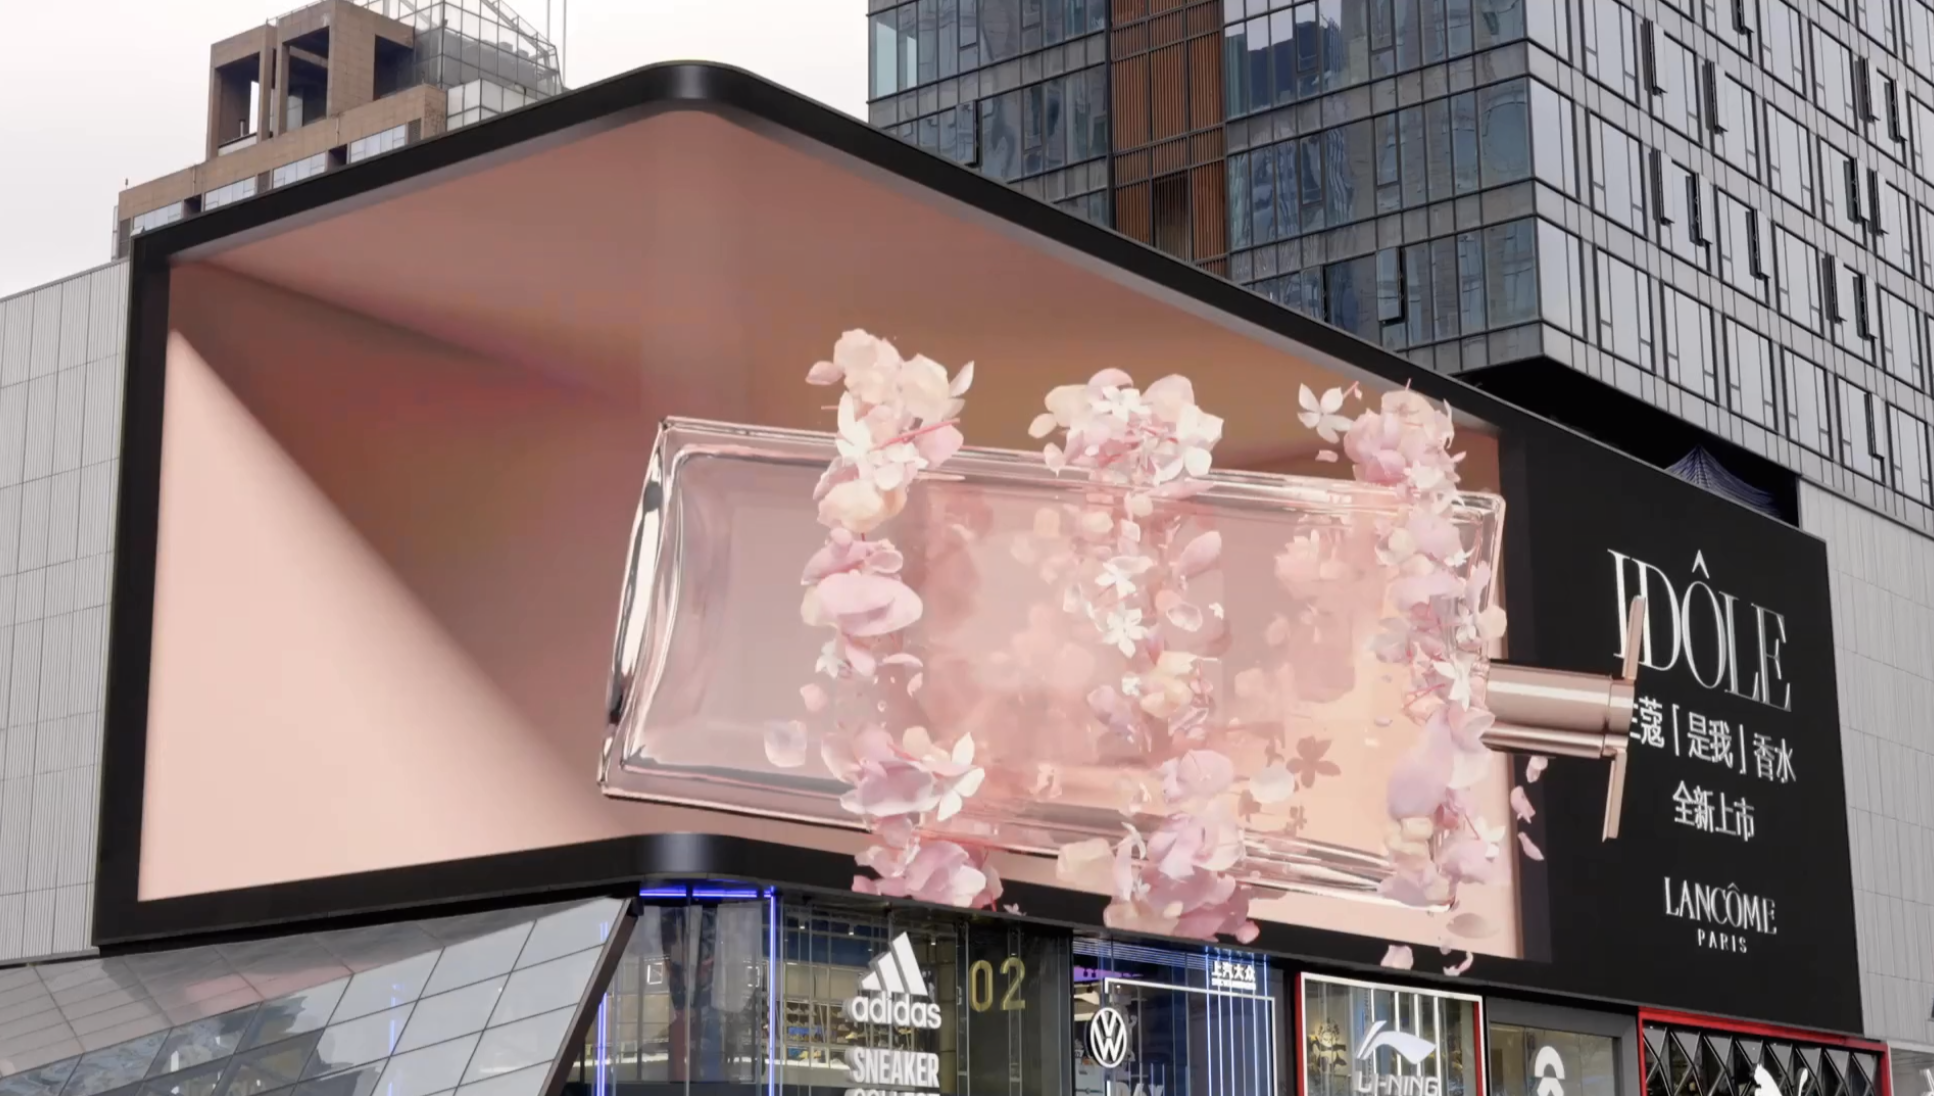 IDÔLE
蔻「是我」香水
全新上市
LANCÔME
PARIS
adidas
SNEAKER
02
上汽大众
LI-NING